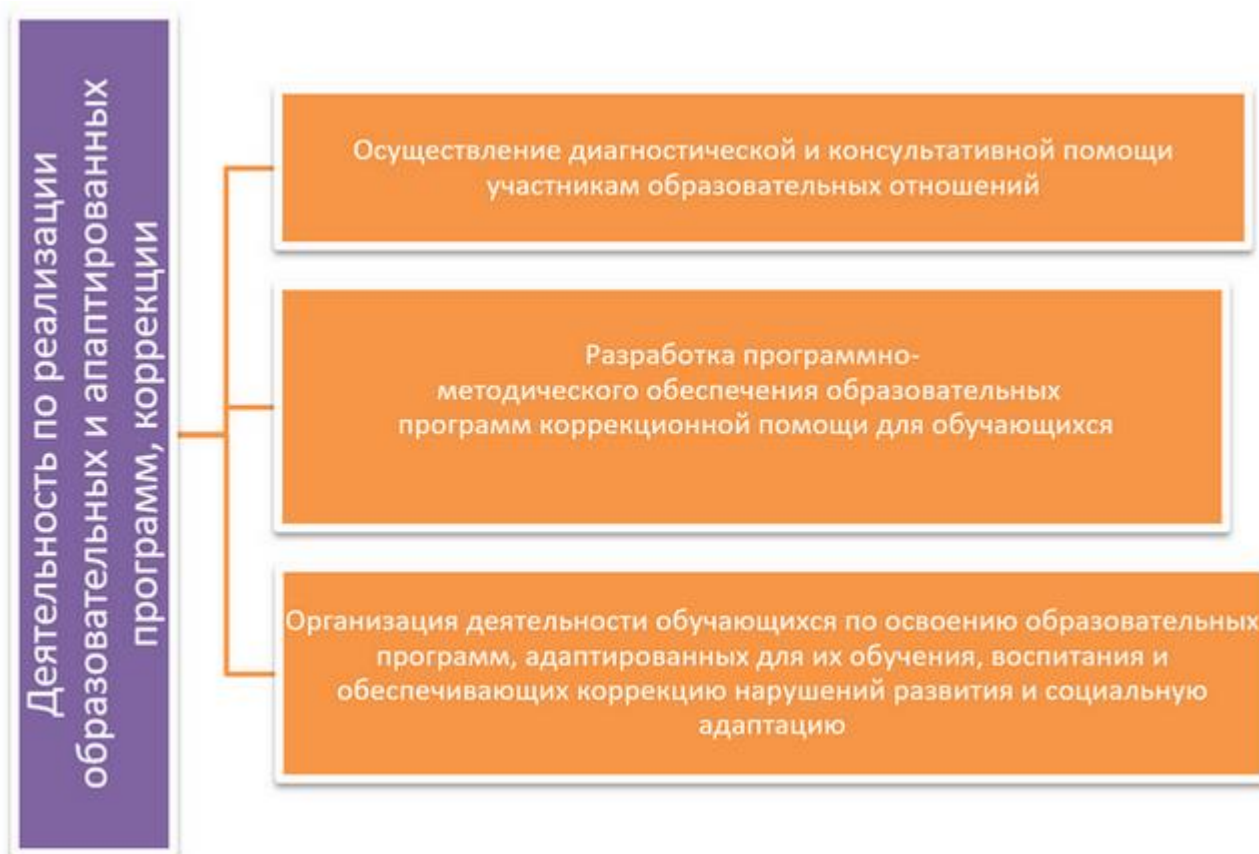 Деятельность по реализации
образовательных и апаптированных
программ, коррекции
Осуществление диагностической и консультативной помощи
участникам образовательных отношений
Разработка программно-
методического обеспечения образовательных
программ коррекционной помощи для обучающихся
Организация деятельности обучающихся по освоению образовательных
программ, адаптированных для их обучения, воспитания и
обеспечивающих коррекцию нарушений развития и социальную
адаптацию